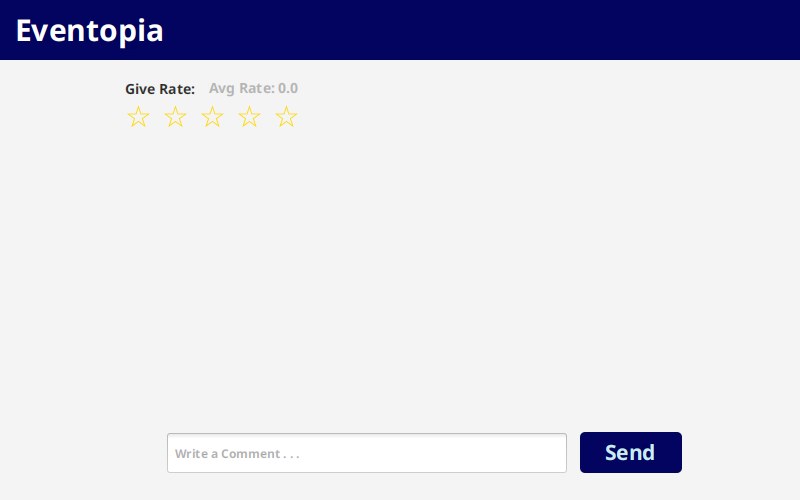 Eventopia
Give Rate: Avg Rate: 0.0
Write a Comment . . .
Send